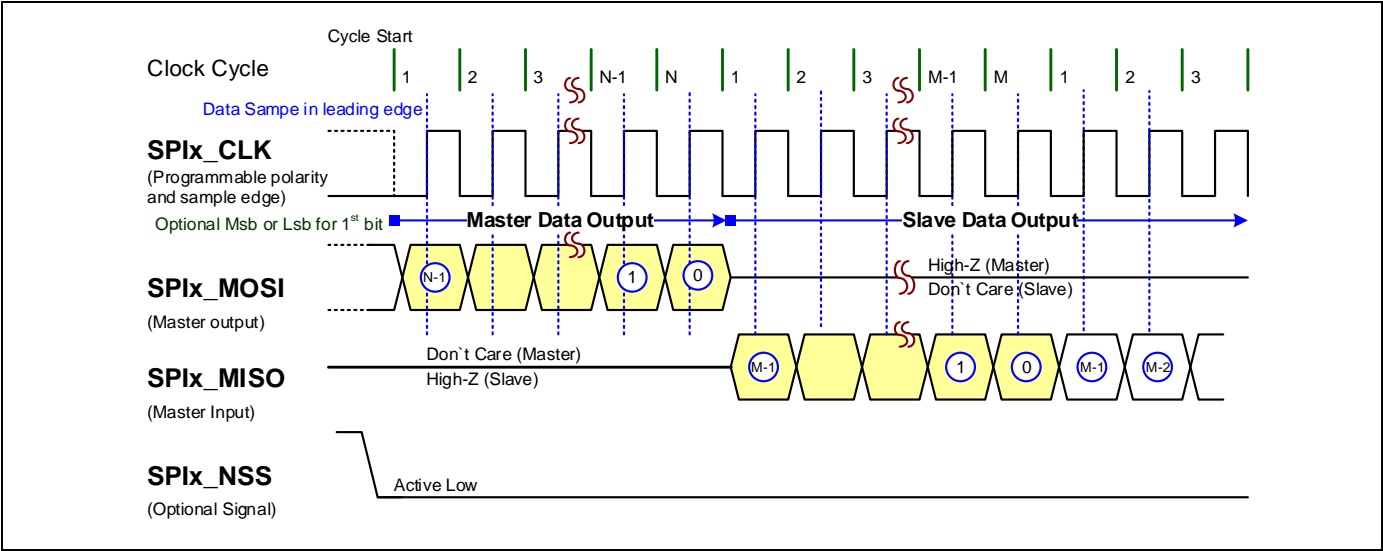 Cycle Start
Clock Cycle
1 2 3 N-1 N 1 2 3 M-1 M 1 2 3
Data Sampe in leading edge
SPIx_CLK
(Programmable polarity
and sample edge)
Optional Msb or Lsb for 1st bit
Master Data Output
Slave Data Output
SPIx_MOSI
(Master output)
N-1 1 0
High-Z (Master)
Don`t Care (Slave)
SPIx_MISO
(Master Input)
Don`t Care (Master)
High-Z (Slave)
M-1 1 0 M-1 M-2
SPIx_NSS
(Optional Signal)
Active Low